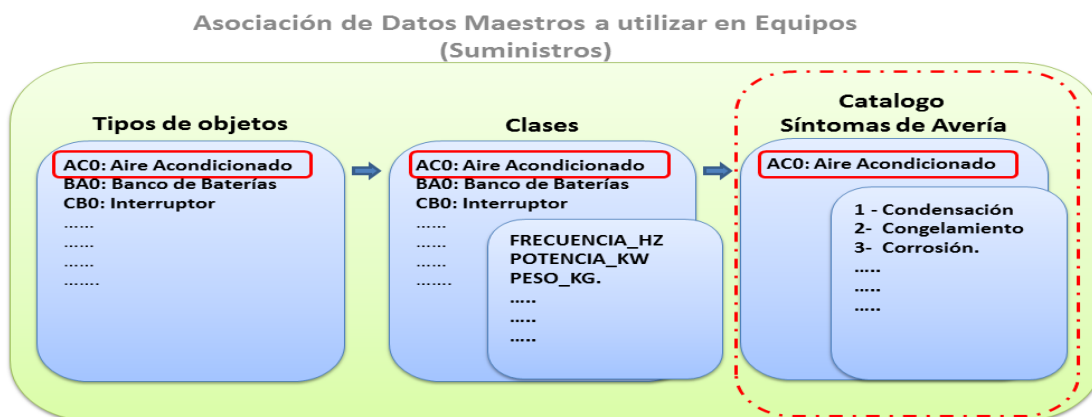 Asociación de Datos Maestros a utilizar en Equipos
(Suministros)
Tipos de objetos
AC0: Aire Acondicionado
BA0: Banco de Baterías
CB0: Interruptor
......
......
......
.......
Clases
AC0: Aire Acondicionado
BA0: Banco de Baterías
CB0: Interruptor
......
......
......
.......
FRECUENCIA_HZ
POTENCIA_KW
PESO_KG.
.....
.....
.....
Catalogo
Síntomas de Avería
AC0: Aire Acondicionado
1 - Condensación
2- Congelamiento
3- Corrosión.
.....
.....
.....